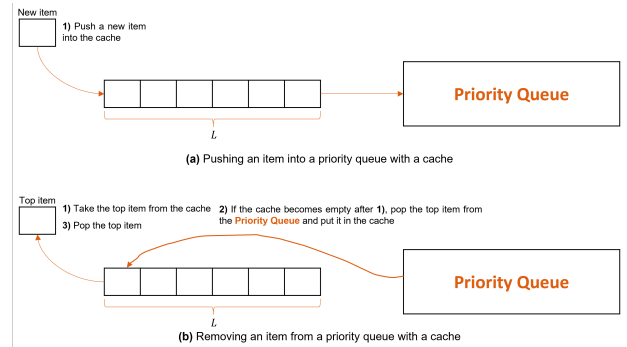 New item
1) Push a new item
into the cache
Priority Queue
L
(a) Pushing an item into a priority queue with a cache
Top item
1) Take the top item from the cache
3) Pop the top item
2) If the cache becomes empty after 1), pop the top item from
the Priority Queue and put it in the cache
Priority Queue
L
(b) Removing an item from a priority queue with a cache